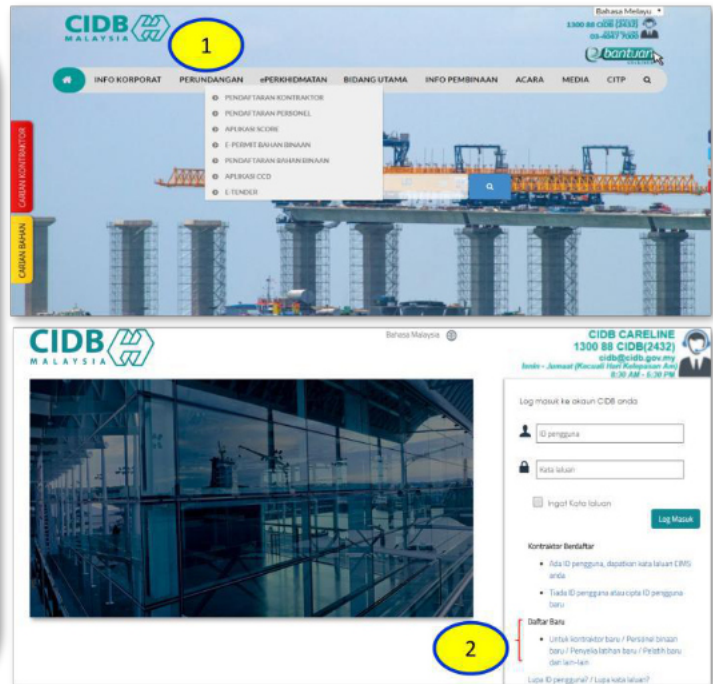 CIDB
MALAYSIA
Bahasa Melayu
1300 88 CIDB (2432)
03-4047 7000
bantuan
1
INFO KORPORAT PERUNDANGAN ePERKHIDMATAN BIDANG UTAMA INFO PEMBINAAN ACARA MEDIA CITP
PENDAFTARAN KONTRAKTOR
PENDAFTARAN PERSONEL
APLIKASI SCORE
E-PERMIT BAHAN BINAAN
PENDAFTARAN BAHAN BINAAN
APLIKASI CCD
E-TENDER
CARIAN KONTRAKTOR
CARIAN BAHAN
CIDB
MALAYSIA
Bahasa Malaysia
CIDB CARELINE
1300 88 CIDB(2432)
cidb@cidb.gov.my
Isnin - Jumaat (Kecuali Hari Kelepasan Am)
8:30 AM - 5:30 PM
Log masuk ke akaun CIDB anda
ID pengguna
Kata laluan
Ingat Kata laluan
Log Masuk
Kontraktor Berdaftar
Ada ID pengguna, dapatkan kata laluan CIMS
anda
Tiada ID pengguna atau cipta ID pengguna
baru
Daftar Baru
2
Untuk kontraktor baru / Personel binaan
baru / Penyelia latihan baru / Pelatih baru
dan lain-lain
Lupa ID pengguna? / Lupa kata laluan?